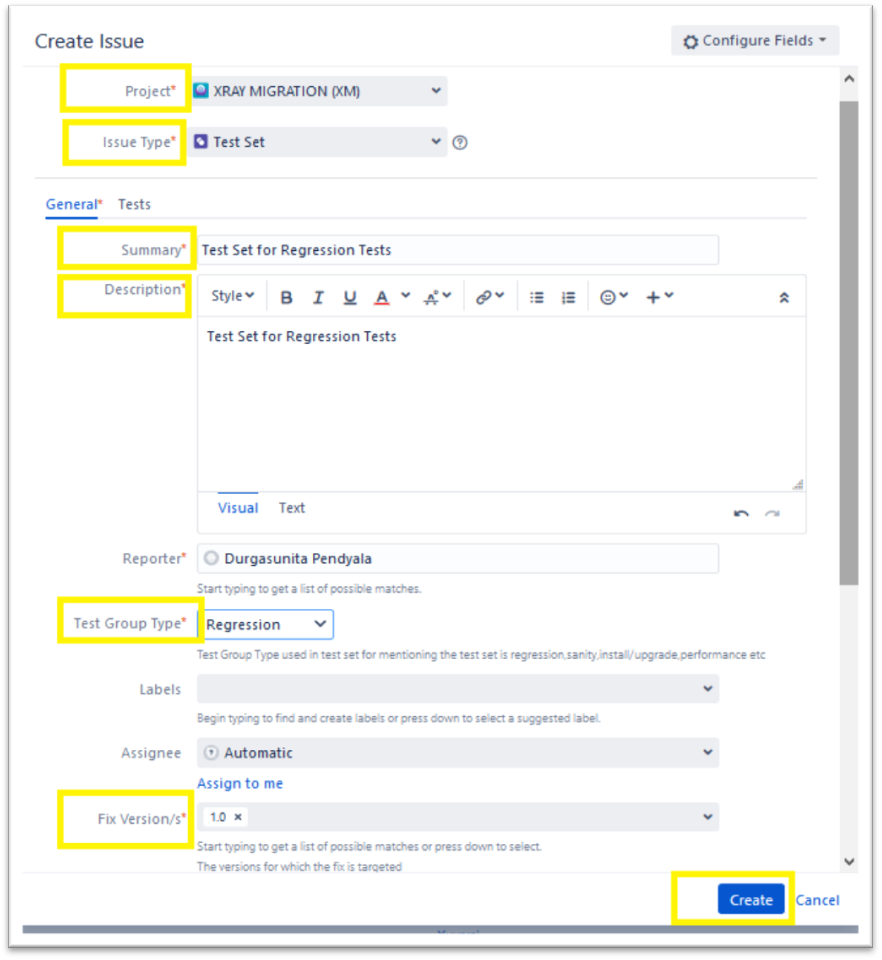 Create Issue
Configure Fields
Project* XRAY MIGRATION (XM)
Issue Type* Test Set
General* Tests
Summary* Test Set for Regression Tests
Description* Style B I U A
Test Set for Regression Tests
Visual Text
Reporter* Durgasunita Pendyala
Start typing to get a list of possible matches.
Test Group Type* Regression
Test Group Type used in test set for mentioning the test set is regression,sanity,install/upgrade,performance etc
Labels
Begin typing to find and create labels or press down to select a suggested label.
Assignee Automatic
Assign to me
Fix Version/s* 1.0 ×
Start typing to get a list of possible matches or press down to select.
The versions for which the fix is targeted
Create Cancel